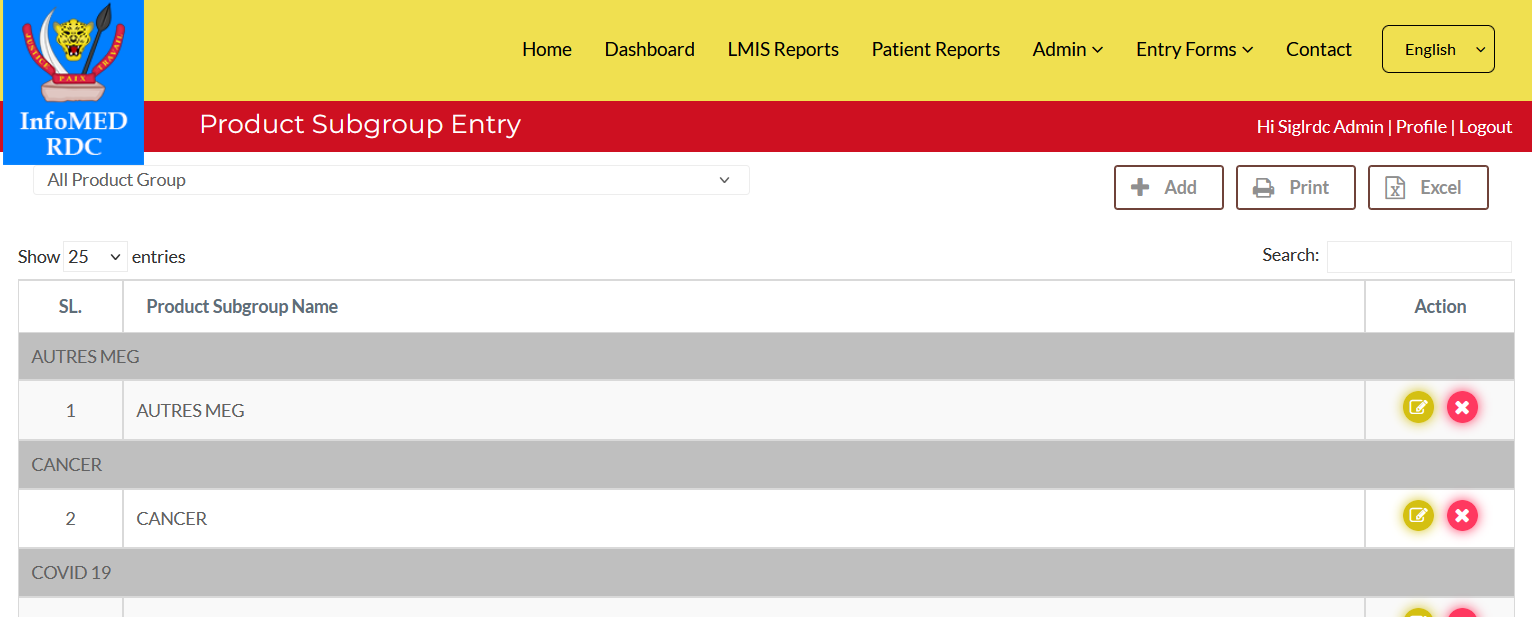 JUSTICE PAIX TRAVAIL
InfoMED
RDC
Home Dashboard LMIS Reports Patient Reports Admin Entry Forms Contact English
Product Subgroup Entry
Hi Siglrdc Admin | Profile | Logout
All Product Group
Add Print Excel
Show 25 entries
Search:
SL. Product Subgroup Name Action
AUTRES MEG
1 AUTRES MEG
CANCER
2 CANCER
COVID 19